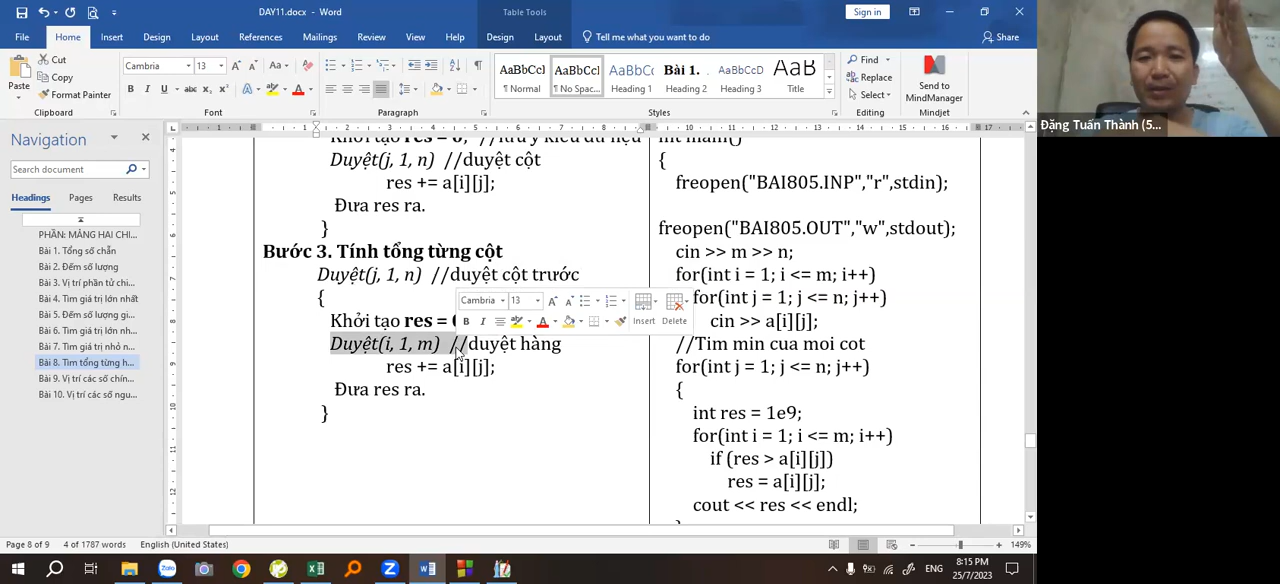 DAY11.docx - Word
Table Tools
Sign in
File
Home
Insert
Design
Layout
References
Mailings
Review
View
Help
Design
Layout
Tell me what you want to do
Share
Cut
Copy
Format Painter
Paste
Clipboard
Cambria
13
Font
Paragraph
AaBbCcI
¶ Normal
AaBbCcI
¶ No Spac...
AaBbCc
Heading 1
Bài 1.
Heading 2
AaBbCcD
Heading 3
AaB
Title
Styles
Find
Replace
Select
Editing
Send to
MindManager
Mindjet
Đặng Tuấn Thành (5...
Navigation
Search document
Headings
Pages
Results
PHẦN: MẢNG HAI CHI...
Bài 1. Tổng số chẵn
Bài 2. Đếm số lượng
Bài 3. Vị trí phần tử chi...
Bài 4. Tìm giá trị lớn nhất
Bài 5. Đếm số lượng gi...
Bài 6. Tìm giá trị lớn n...
Bài 7. Tìm giá trị nhỏ n...
Bài 8. Tìm tổng từng h...
Bài 9. Vị trí các số chín...
Bài 10. Vị trí các số ngu...
Khởi tạo res = 0; //lưu ý kiểu dữ liệu
Duyệt(j, 1, n) //duyệt cột
res += a[i][j];
Đưa res ra.
}
Bước 3. Tính tổng từng cột
Duyệt(j, 1, n) //duyệt cột trước
{
Khởi tạo res = 0
Duyệt(i, 1, m) //duyệt hàng
res += a[i][j];
Đưa res ra.
}
Cambria
13
Insert
Delete
int main()
{
freopen("BAI805.INP","r",stdin);
freopen("BAI805.OUT","w",stdout);
cin >> m >> n;
for(int i = 1; i <= m; i++)
for(int j = 1; j <= n; j++)
cin >> a[i][j];
//Tim min cua moi cot
for(int j = 1; j <= n; j++)
{
int res = 1e9;
for(int i = 1; i <= m; i++)
if (res > a[i][j])
res = a[i][j];
cout << res << endl;
Page 8 of 9
4 of 1787 words
English (United States)
149%
ENG
8:15 PM
25/7/2023